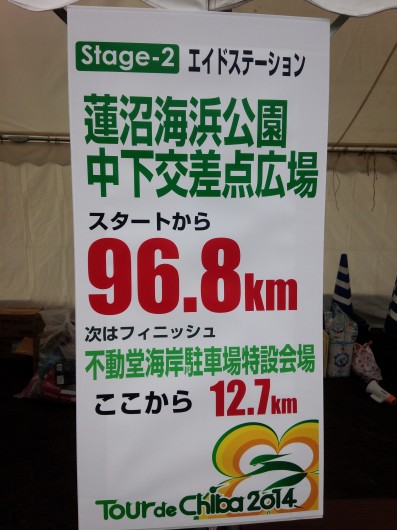 Stage-2 エイドステーション
蓮沼海浜公園
中下交差点広場
スタートから
96.8km
次はフィニッシュ
不動堂海岸駐車場特設会場
ここから 12.7km
Tour de Chiba 2014